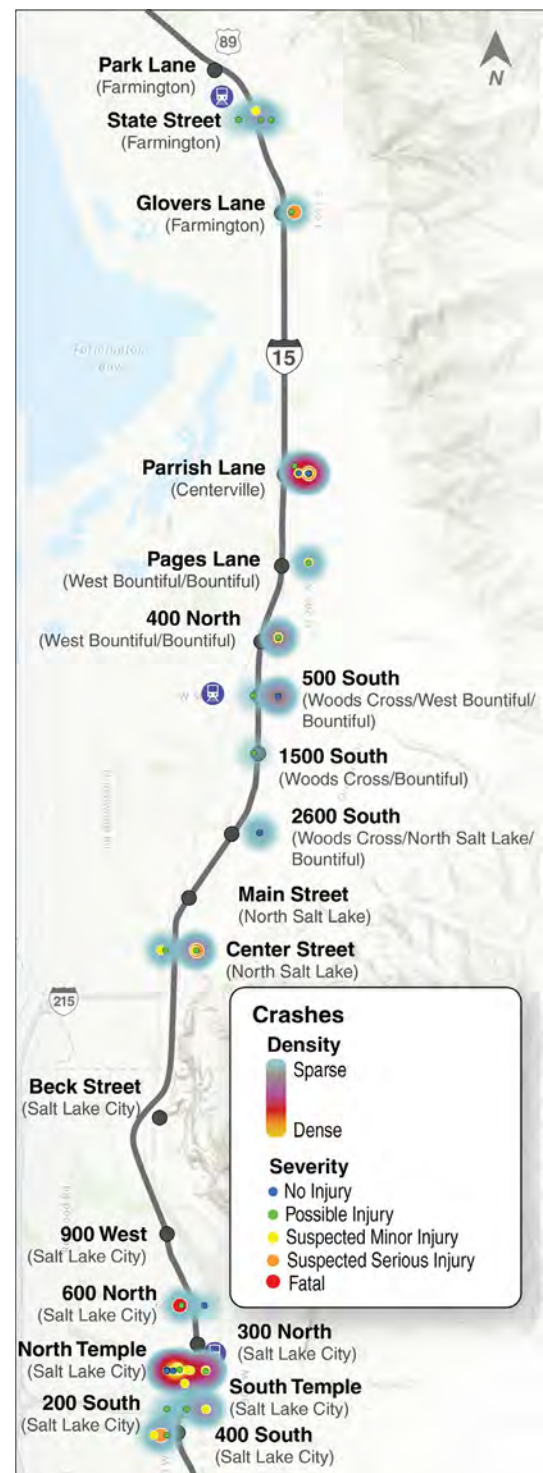 89
Park Lane
(Farmington)
State Street
(Farmington)
Glovers Lane
(Farmington)
15
Parrish Lane
(Centerville)
Pages Lane
(West Bountiful/Bountiful)
400 North
(West Bountiful/Bountiful)
500 South
(Woods Cross/West Bountiful/
Bountiful)
1500 South
(Woods Cross/Bountiful)
2600 South
(Woods Cross/North Salt Lake/
Bountiful)
Main Street
(North Salt Lake)
Center Street
(North Salt Lake)
215
Beck Street
(Salt Lake City)
900 West
(Salt Lake City)
600 North
(Salt Lake City)
300 North
(Salt Lake City)
North Temple
(Salt Lake City)
South Temple
(Salt Lake City)
200 South
(Salt Lake City)
400 South
(Salt Lake City)
N
Crashes
Density
Sparse
Dense
Severity
No Injury
Possible Injury
Suspected Minor Injury
Suspected Serious Injury
Fatal